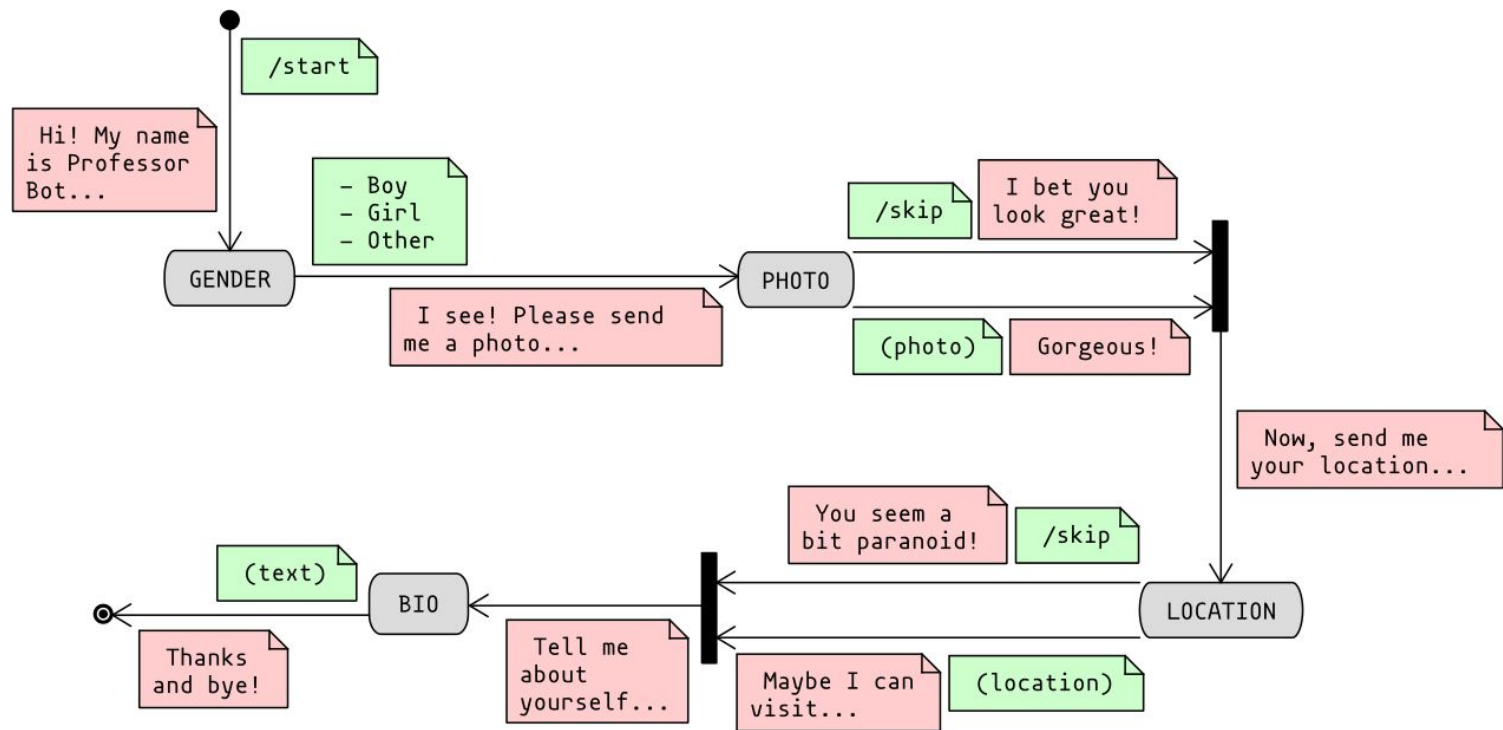 /start
Hi! My name
is Professor
Bot...
– Boy
– Girl
– Other
GENDER
I see! Please send
me a photo...
PHOTO
/skip
I bet you
look great!
(photo)
Gorgeous!
Now, send me
your location...
LOCATION
/skip
You seem a
bit paranoid!
(location)
Maybe I can
visit...
Tell me
about
yourself...
BIO
(text)
Thanks
and bye!